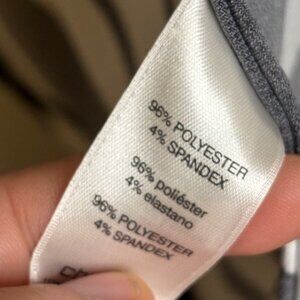 96% POLYESTER
4% SPANDEX
96% poliéster
4% elastano
96% POLYESTER
4% SPANDEX